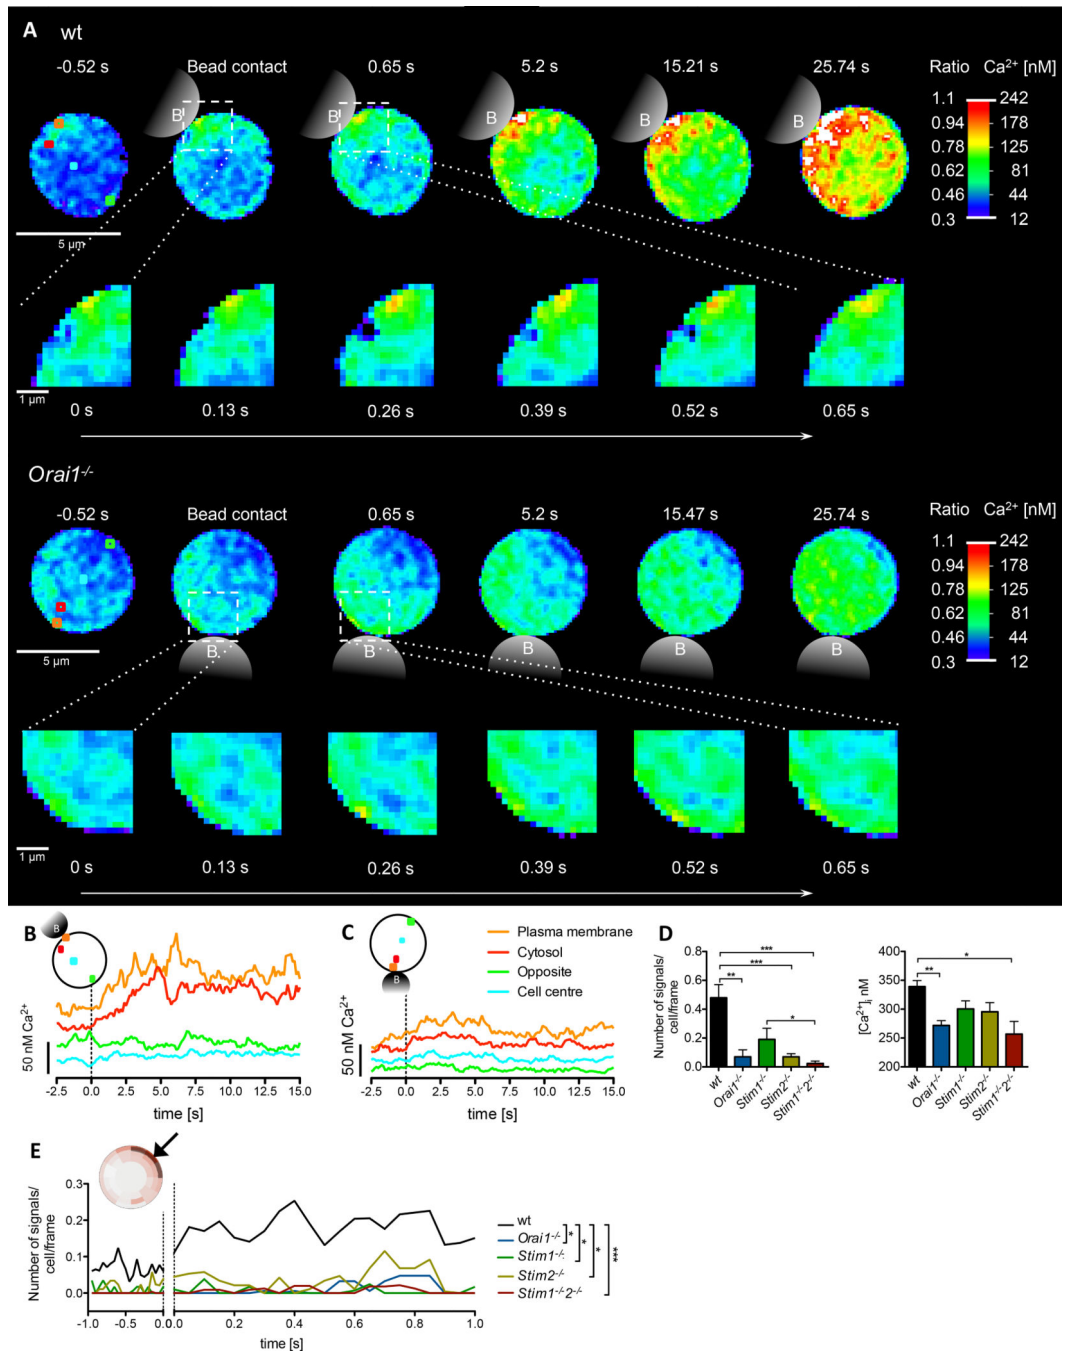 A
wt
-0.52 s Bead contact 0.65 s 5.2 s 15.21 s 25.74 s
Ratio Ca²⁺ [nM]
B B B B B
1.1 242
0.94 178
0.78 125
0.62 81
0.46 44
0.3 12
5 µm
1 µm
0 s 0.13 s 0.26 s 0.39 s 0.52 s 0.65 s
Orai1⁻/⁻
-0.52 s Bead contact 0.65 s 5.2 s 15.47 s 25.74 s
Ratio Ca²⁺ [nM]
1.1 242
0.94 178
0.78 125
0.62 81
0.46 44
0.3 12
B B B B B
5 µm
1 µm
0 s 0.13 s 0.26 s 0.39 s 0.52 s 0.65 s
B
B
50 nM Ca²⁺
-2.5 0.0 2.5 5.0 7.5 10.0 12.5 15.0
time [s]
C
B
Plasma membrane
Cytosol
Opposite
Cell centre
50 nM Ca²⁺
-2.5 0.0 2.5 5.0 7.5 10.0 12.5 15.0
time [s]
D
Number of signals/
cell/frame
0.8
0.6
0.4
0.2
0.0
***
***
**
*
wt Orai1⁻/⁻ Stim1⁻/⁻ Stim2⁻/⁻ Stim1⁻/⁻2⁻/⁻
[Ca²⁺]i nM
400
350
300
250
200
*
**
wt Orai1⁻/⁻ Stim1⁻/⁻ Stim2⁻/⁻ Stim1⁻/⁻2⁻/⁻
E
Number of signals/
cell/frame
0.3
0.2
0.1
0.0
-1.0 -0.5 0.0 0.0 0.2 0.4 0.6 0.8 1.0
time [s]
wt
Orai1⁻/⁻
Stim1⁻/⁻
Stim2⁻/⁻
Stim1⁻/⁻2⁻/⁻
* * * ***